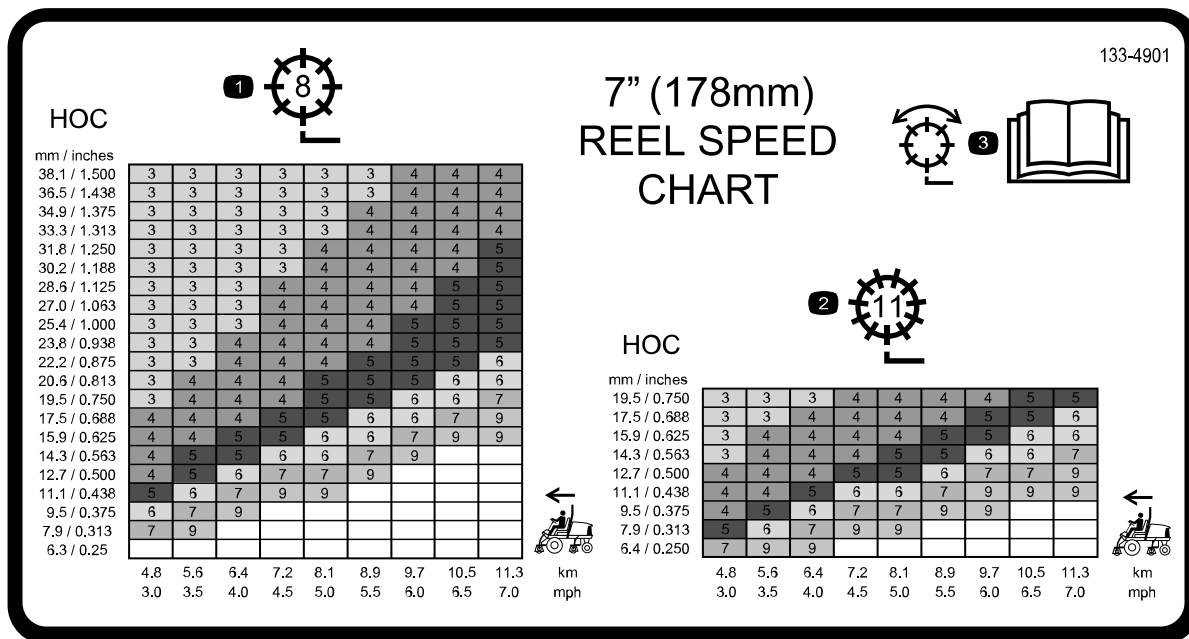 133-4901
7” (178mm)
REEL SPEED
CHART
3
1
8
HOC
mm / inches
38.1 / 1.500 3 3 3 3 3 3 4 4 4
36.5 / 1.438 3 3 3 3 3 3 4 4 4
34.9 / 1.375 3 3 3 3 3 4 4 4 4
33.3 / 1.313 3 3 3 3 3 4 4 4 4
31.8 / 1.250 3 3 3 3 4 4 4 4 5
30.2 / 1.188 3 3 3 3 4 4 4 4 5
28.6 / 1.125 3 3 3 4 4 4 4 5 5
27.0 / 1.063 3 3 3 4 4 4 4 5 5
25.4 / 1.000 3 3 3 4 4 4 5 5 5
23.8 / 0.938 3 3 4 4 4 4 5 5 5
22.2 / 0.875 3 3 4 4 4 5 5 5 6
20.6 / 0.813 3 4 4 4 5 5 5 6 6
19.5 / 0.750 3 4 4 4 5 5 6 6 7
17.5 / 0.688 4 4 4 5 5 6 6 7 9
15.9 / 0.625 4 4 5 5 6 6 7 9 9
14.3 / 0.563 4 5 5 6 6 7 9
12.7 / 0.500 4 5 6 7 7 9
11.1 / 0.438 5 6 7 9 9
9.5 / 0.375 6 7 9
7.9 / 0.313 7 9
6.3 / 0.25
4.8 5.6 6.4 7.2 8.1 8.9 9.7 10.5 11.3 km
3.0 3.5 4.0 4.5 5.0 5.5 6.0 6.5 7.0 mph
2
11
HOC
mm / inches
19.5 / 0.750 3 3 3 4 4 4 4 5 5
17.5 / 0.688 3 3 4 4 4 4 5 5 6
15.9 / 0.625 3 4 4 4 4 5 5 6 6
14.3 / 0.563 3 4 4 4 5 5 6 6 7
12.7 / 0.500 4 4 4 5 5 6 7 7 9
11.1 / 0.438 4 4 5 6 6 7 9 9 9
9.5 / 0.375 4 5 6 7 7 9 9
7.9 / 0.313 5 6 7 9 9
6.4 / 0.250 7 9 9
4.8 5.6 6.4 7.2 8.1 8.9 9.7 10.5 11.3 km
3.0 3.5 4.0 4.5 5.0 5.5 6.0 6.5 7.0 mph